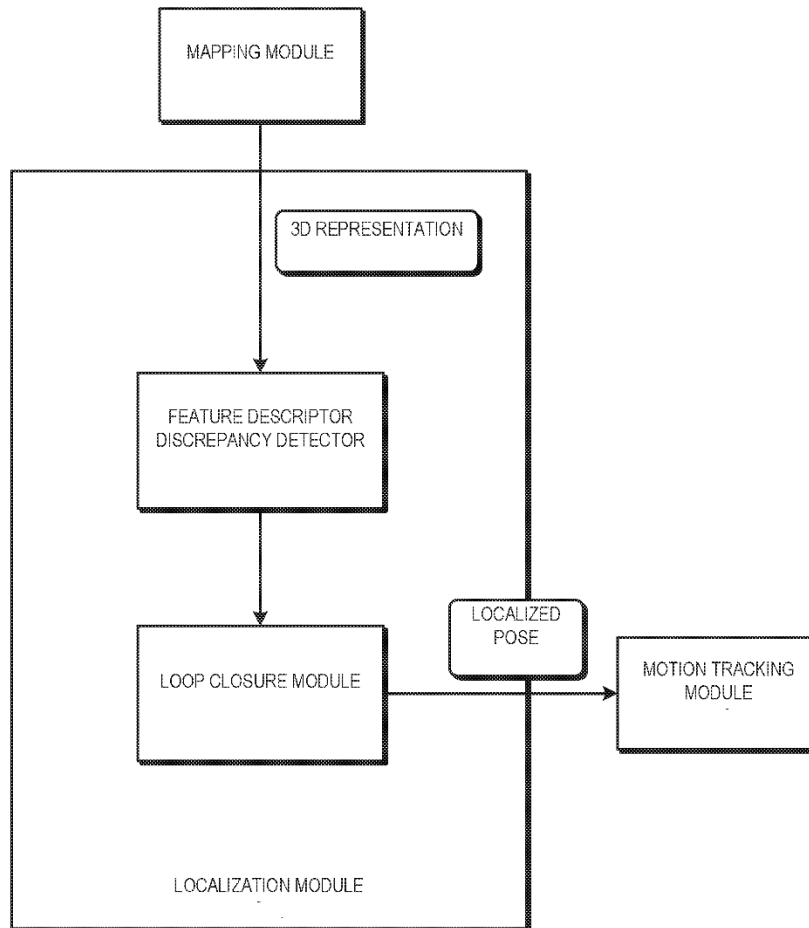 MAPPING MODULE
3D REPRESENTATION
FEATURE DESCRIPTOR
DISCREPANCY DETECTOR
LOCALIZED
POSE
LOOP CLOSURE MODULE
MOTION TRACKING
MODULE
LOCALIZATION MODULE